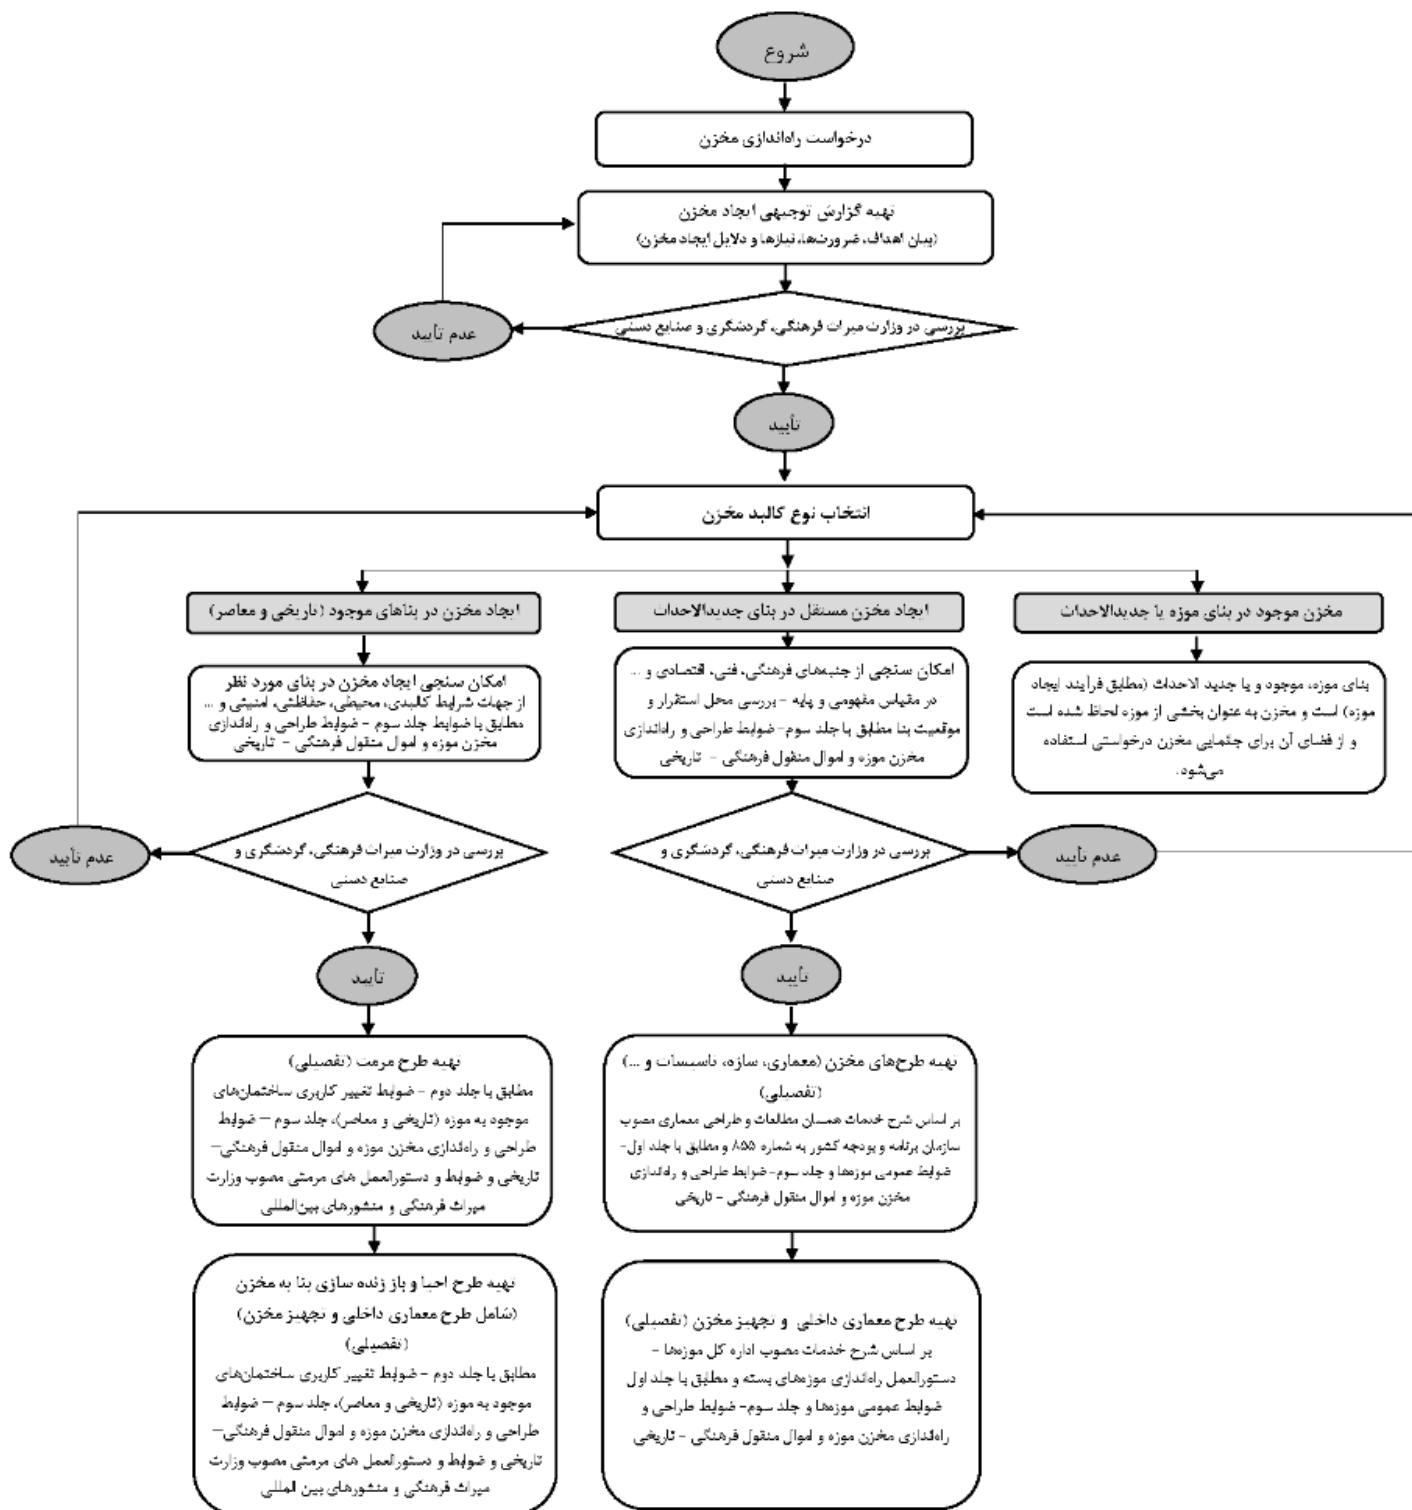 شروع
درخواست راه‌اندازی مخزن
تهیه گزارش توجیهی ایجاد مخزن
(بیان اهداف، ضرورت‌ها، نیازها و دلایل ایجاد مخزن)
بررسی در وزارت میراث فرهنگی، گردشگری و صنایع دستی
عدم تأیید
تأیید
انتخاب نوع کالبد مخزن
مخزن موجود در بنای موزه یا جدیدالاحداث
بنای موزه، موجود و یا جدید الاحداث (مطابق فرآیند ایجاد
موزه) است و مخزن به عنوان بخشی از موزه لحاظ شده است
و از فضای آن برای جانمایی مخزن درخواستی استفاده
می‌شود.
ایجاد مخزن مستقل در بنای جدیدالاحداث
امکان سنجی از جنبه‌های فرهنگی، فنی، اقتصادی و ...
در مقیاس مفهومی و پایه - بررسی محل استقرار و
موقعیت بنا مطابق با جلد سوم- ضوابط طراحی و راه‌اندازی
مخزن موزه و اموال منقول فرهنگی - تاریخی
بررسی در وزارت میراث فرهنگی، گردشگری و
صنایع دستی
عدم تأیید
تأیید
تهیه طرح‌های مخزن (معماری، سازه، تاسیسات و ...)
(تفصیلی)
بر اساس شرح خدمات همسان مطالعات و طراحی معماری مصوب
سازمان برنامه و بودجه کشور به شماره ۸۵۵ و مطابق با جلد اول-
ضوابط عمومی موزه‌ها و جلد سوم- ضوابط طراحی و راه‌اندازی
مخزن موزه و اموال منقول فرهنگی - تاریخی
تهیه طرح معماری داخلی و تجهیز مخزن (تفصیلی)
بر اساس شرح خدمات مصوب اداره کل موزه‌ها -
دستورالعمل راه‌اندازی موزه‌های بسته و مطابق با جلد اول
ضوابط عمومی موزه‌ها و جلد سوم- ضوابط طراحی و
راه‌اندازی مخزن موزه و اموال منقول فرهنگی - تاریخی
ایجاد مخزن در بناهای موجود (تاریخی و معاصر)
امکان سنجی ایجاد مخزن در بنای مورد نظر
از جهات شرایط کالبدی، محیطی، حفاظتی، امنیتی و ...
مطابق با ضوابط جلد سوم - ضوابط طراحی و راه‌اندازی
مخزن موزه و اموال منقول فرهنگی - تاریخی
بررسی در وزارت میراث فرهنگی، گردشگری و
صنایع دستی
عدم تأیید
تأیید
تهیه طرح مرمت (تفصیلی)
مطابق با جلد دوم - ضوابط تغییر کاربری ساختمان‌های
موجود به موزه (تاریخی و معاصر)، جلد سوم – ضوابط
طراحی و راه‌اندازی مخزن موزه و اموال منقول فرهنگی–
تاریخی و ضوابط و دستورالعمل های مرمتی مصوب وزارت
میراث فرهنگی و منشورهای بین‌المللی
تهیه طرح احیا و باز زنده سازی بنا به مخزن
(شامل طرح معماری داخلی و تجهیز مخزن)
(تفصیلی)
مطابق با جلد دوم - ضوابط تغییر کاربری ساختمان‌های
موجود به موزه (تاریخی و معاصر)، جلد سوم – ضوابط
طراحی و راه‌اندازی مخزن موزه و اموال منقول فرهنگی–
تاریخی و ضوابط و دستورالعمل های مرمتی مصوب وزارت
میراث فرهنگی و منشورهای بین المللی